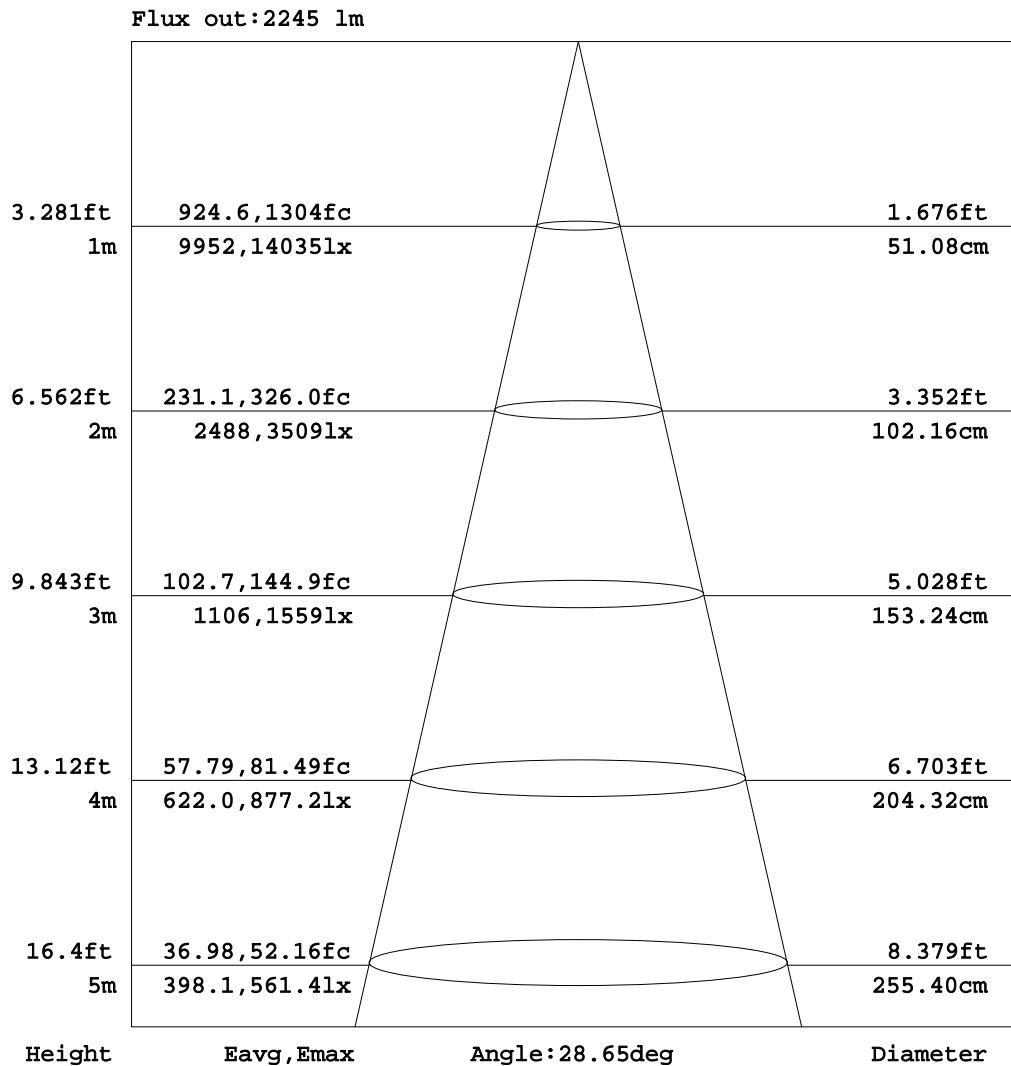 Flux out:2245 lm
3.281ft 924.6,1304fc 1.676ft
1m 9952,14035lx 51.08cm
6.562ft 231.1,326.0fc 3.352ft
2m 2488,3509lx 102.16cm
9.843ft 102.7,144.9fc 5.028ft
3m 1106,1559lx 153.24cm
13.12ft 57.79,81.49fc 6.703ft
4m 622.0,877.2lx 204.32cm
16.4ft 36.98,52.16fc 8.379ft
5m 398.1,561.4lx 255.40cm
Height Eavg,Emax Angle:28.65deg Diameter